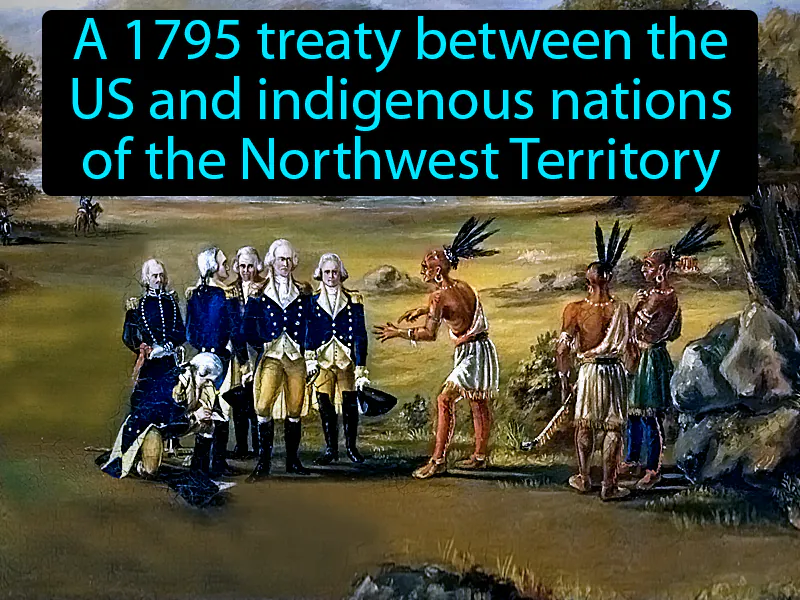 A 1795 treaty between the
US and indigenous nations
of the Northwest Territory